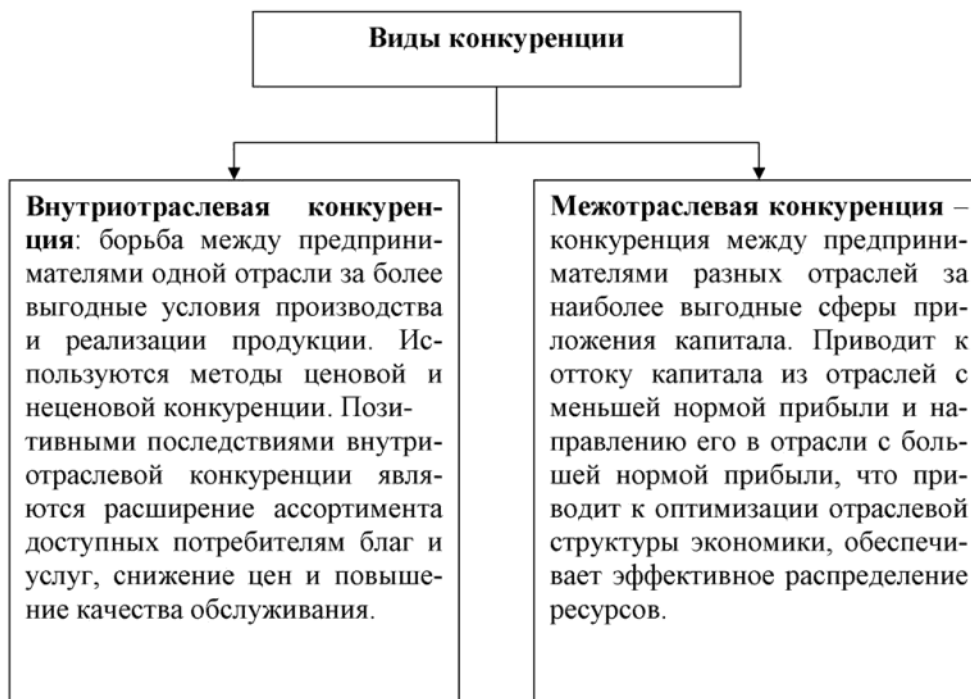 Виды конкуренции
Внутриотраслевая конкурен-
ция: борьба между предприни-
мателями одной отрасли за более
выгодные условия производства
и реализации продукции. Ис-
пользуются методы ценовой и
неценовой конкуренции. Пози-
тивными последствиями внутри-
отраслевой конкуренции явля-
ются расширение ассортимента
доступных потребителям благ и
услуг, снижение цен и повыше-
ние качества обслуживания.
Межотраслевая конкуренция –
конкуренция между предприни-
мателями разных отраслей за
наиболее выгодные сферы при-
ложения капитала. Приводит к
оттоку капитала из отраслей с
меньшей нормой прибыли и на-
правлению его в отрасли с боль-
шей нормой прибыли, что при-
водит к оптимизации отраслевой
структуры экономики, обеспечи-
вает эффективное распределение
ресурсов.